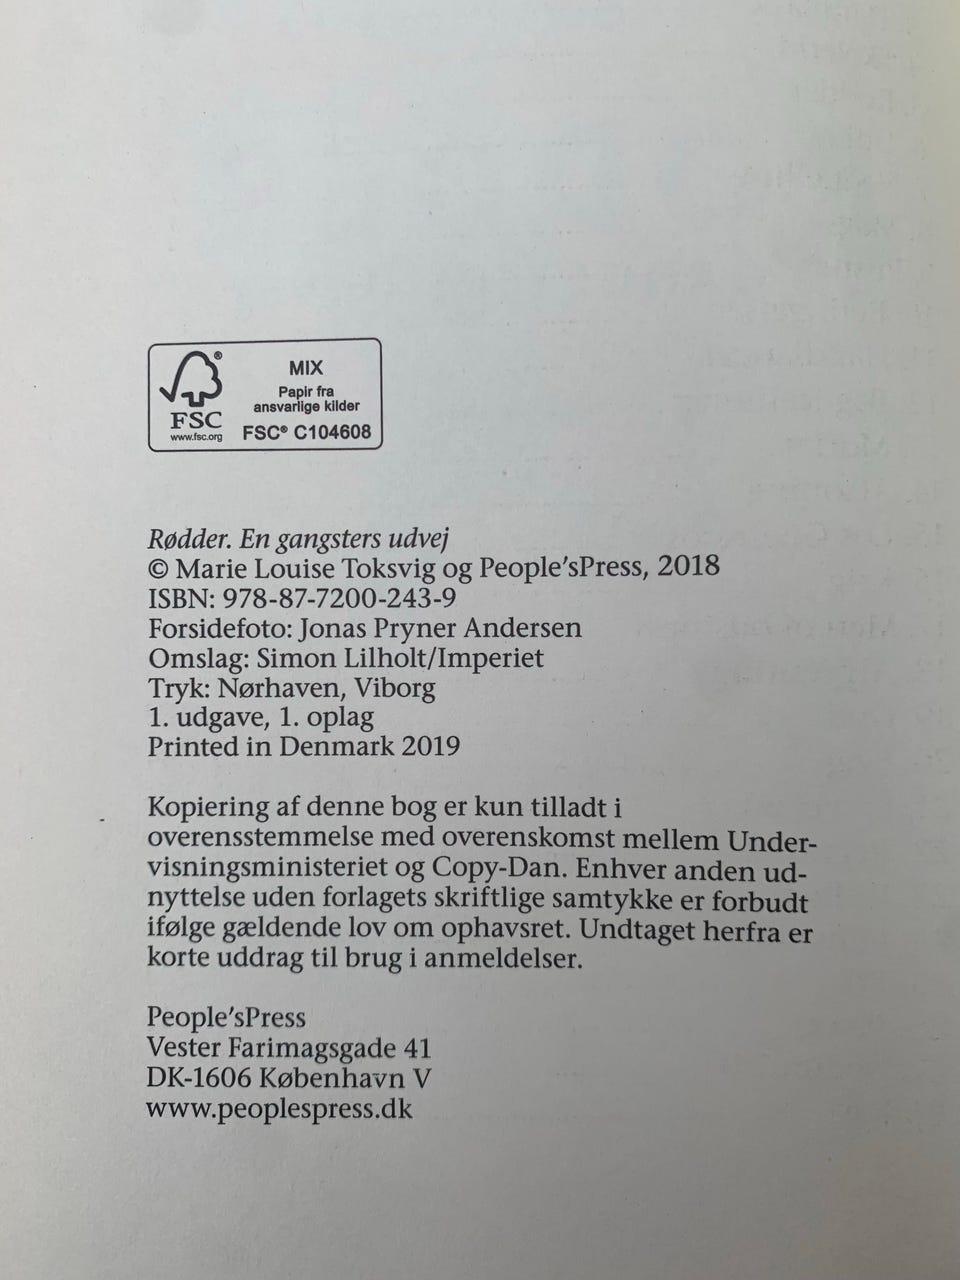 MIX
Papir fra
ansvarlige kilder
FSC® C104608
®
FSC
www.fsc.org
Rødder. En gangsters udvej
© Marie Louise Toksvig og People'sPress, 2018
ISBN: 978-87-7200-243-9
Forsidefoto: Jonas Pryner Andersen
Omslag: Simon Lilholt/Imperiet
Tryk: Nørhaven, Viborg
1. udgave, 1. oplag
Printed in Denmark 2019
Kopiering af denne bog er kun tilladt i
overensstemmelse med overenskomst mellem Under-
visningsministeriet og Copy-Dan. Enhver anden ud-
nyttelse uden forlagets skriftlige samtykke er forbudt
ifølge gældende lov om ophavsret. Undtaget herfra er
korte uddrag til brug i anmeldelser.
People'sPress
Vester Farimagsgade 41
DK-1606 København V
www.peoplespress.dk